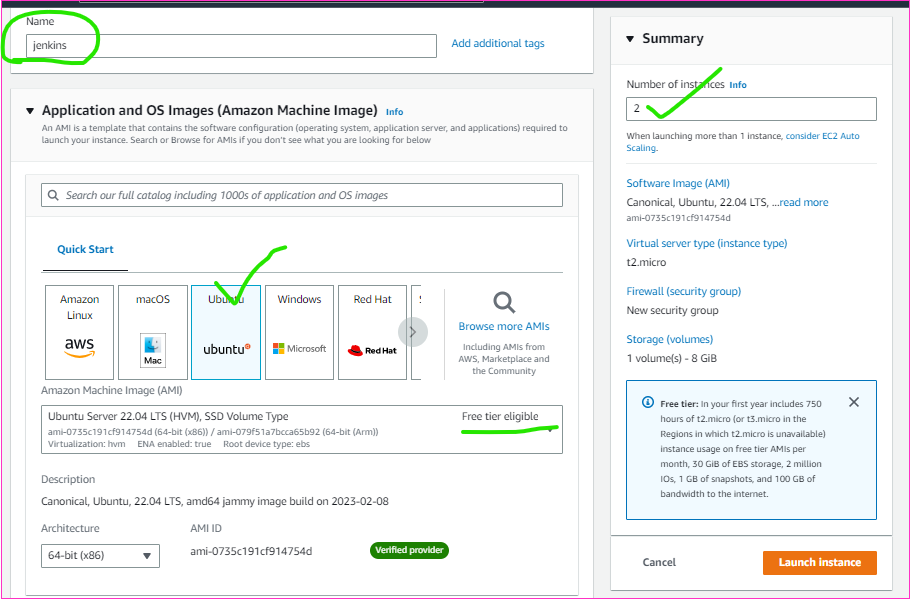 Name
jenkins
Add additional tags
Application and OS Images (Amazon Machine Image) Info
An AMI is a template that contains the software configuration (operating system, application server, and applications) required to
launch your instance. Search or Browse for AMIs if you don't see what you are looking for below
Search our full catalog including 1000s of application and OS images
Quick Start
Amazon
Linux
aws
macOS
Mac
Ubuntu
ubuntu
Windows
Microsoft
Red Hat
Red Hat
S
Browse more AMIs
Including AMIs from
AWS, Marketplace and
the Community
Amazon Machine Image (AMI)
Ubuntu Server 22.04 LTS (HVM), SSD Volume Type
Free tier eligible
ami-0735c191cf914754d (64-bit (x86)) / ami-079f51a7bcca65b92 (64-bit (Arm))
Virtualization: hvm ENA enabled: true Root device type: ebs
Description
Canonical, Ubuntu, 22.04 LTS, amd64 jammy image build on 2023-02-08
Architecture
64-bit (x86)
AMI ID
ami-0735c191cf914754d
Verified provider
Summary
Number of instances Info
2
When launching more than 1 instance, consider EC2 Auto
Scaling.
Software Image (AMI)
Canonical, Ubuntu, 22.04 LTS, ...read more
ami-0735c191cf914754d
Virtual server type (instance type)
t2.micro
Firewall (security group)
New security group
Storage (volumes)
1 volume(s) - 8 GiB
Free tier: In your first year includes 750
hours of t2.micro (or t3.micro in the
Regions in which t2.micro is unavailable)
instance usage on free tier AMIs per
month, 30 GiB of EBS storage, 2 million
IOs, 1 GB of snapshots, and 100 GB of
bandwidth to the internet.
Cancel
Launch instance